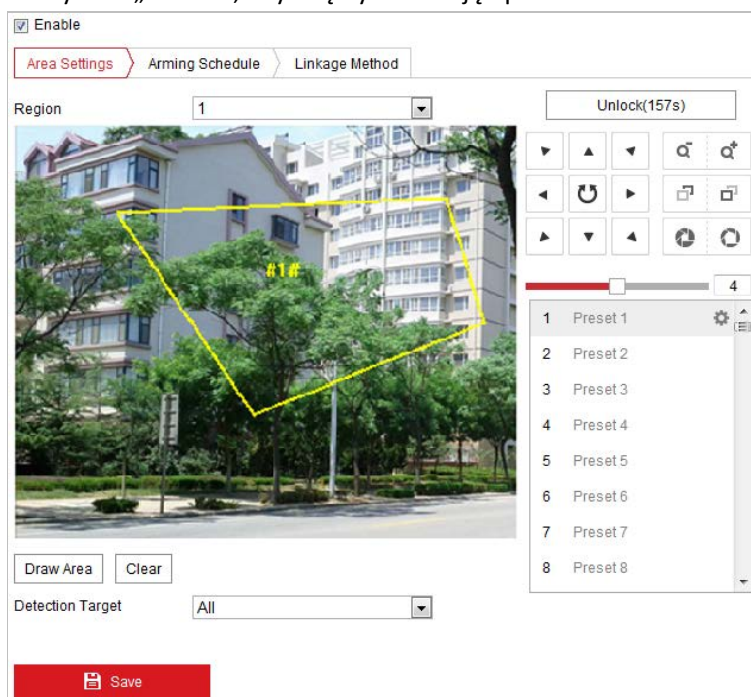 Enable
Area Settings
Arming Schedule
Linkage Method
Region
1
Unlock(157s)
#1#
4
1 Preset 1
2 Preset 2
3 Preset 3
4 Preset 4
5 Preset 5
6 Preset 6
7 Preset 7
8 Preset 8
Draw Area
Clear
Detection Target
All
Save